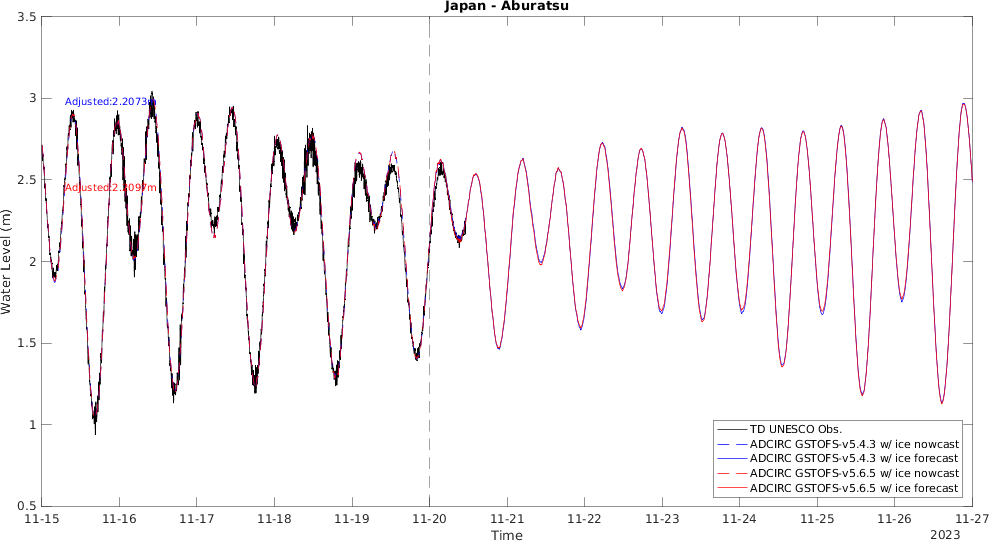 Japan - Aburatsu
3.5
3
2.5
2
1.5
1
0.5
Water Level (m)
Adjusted:2.2073m
Adjusted:2.2097m
TD UNESCO Obs.
ADCIRC GSTOFS-v5.4.3 w/ ice nowcast
ADCIRC GSTOFS-v5.4.3 w/ ice forecast
ADCIRC GSTOFS-v5.6.5 w/ ice nowcast
ADCIRC GSTOFS-v5.6.5 w/ ice forecast
11-15 11-16 11-17 11-18 11-19 11-20 11-21 11-22 11-23 11-24 11-25 11-26 11-27
Time
2023